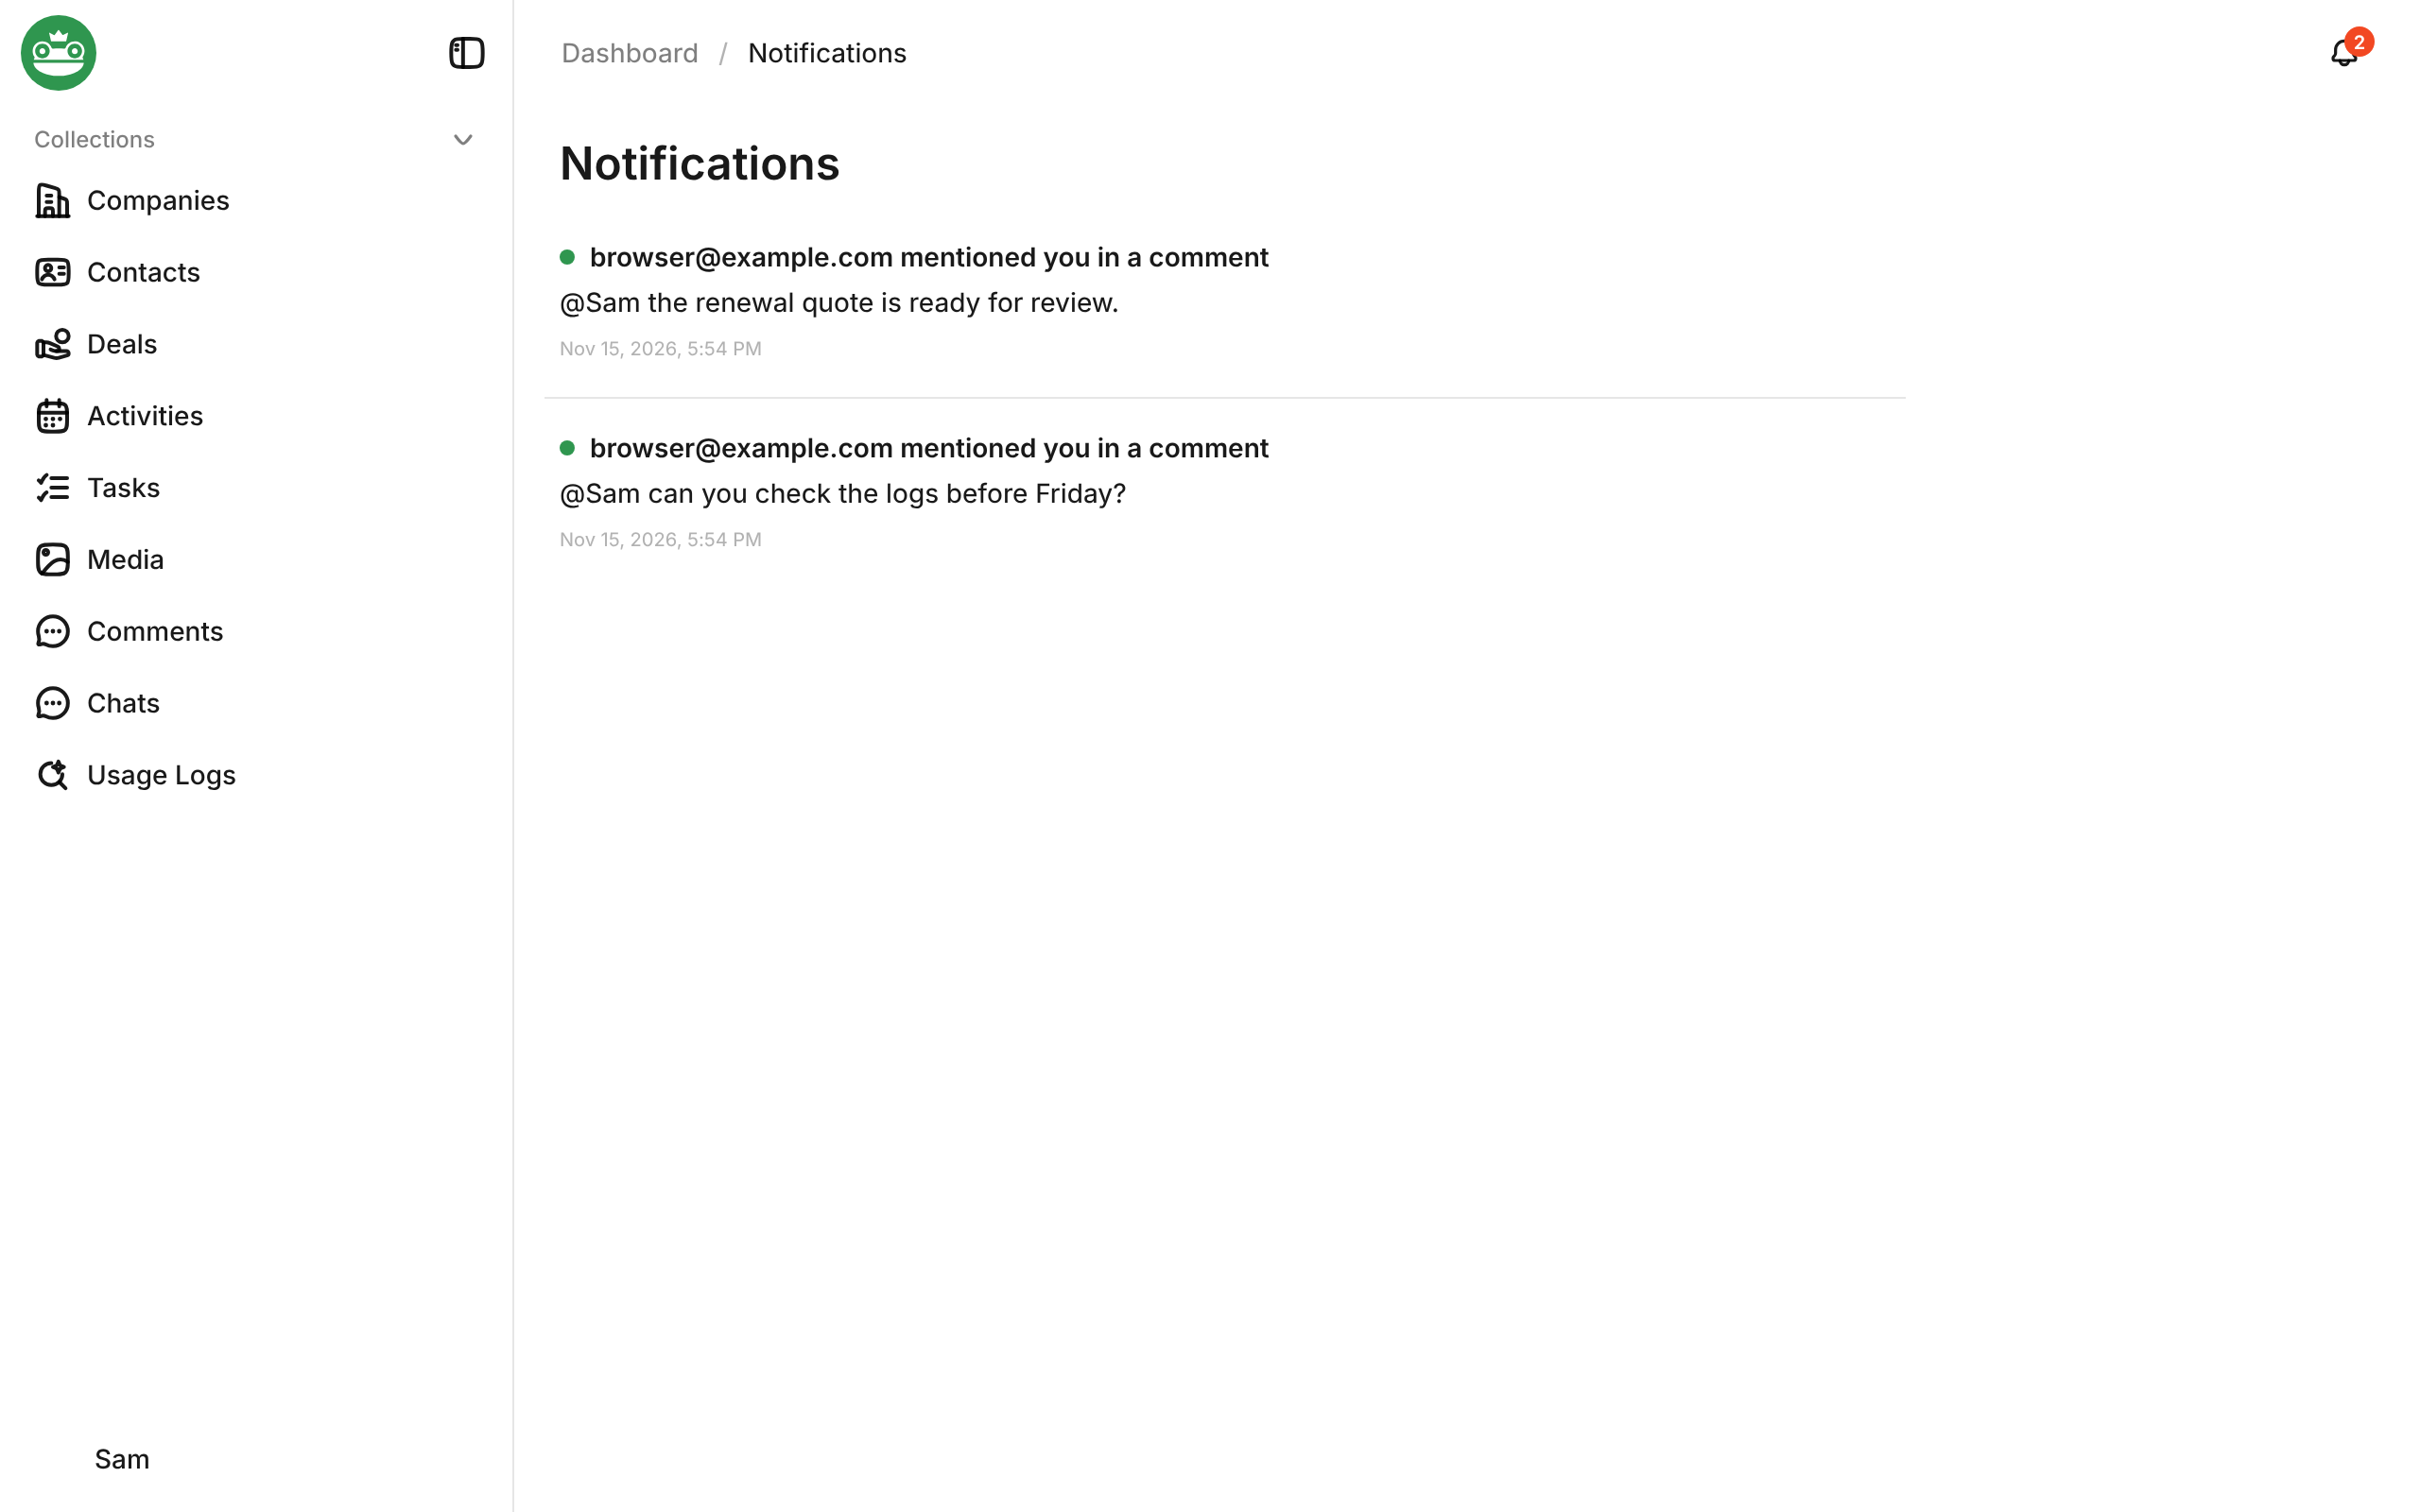 Dashboard / Notifications
2
Collections
Companies
Contacts
Deals
Activities
Tasks
Media
Comments
Chats
Usage Logs
Sam
Notifications
browser@example.com mentioned you in a comment
@Sam the renewal quote is ready for review.
Nov 15, 2026, 5:54 PM
browser@example.com mentioned you in a comment
@Sam can you check the logs before Friday?
Nov 15, 2026, 5:54 PM